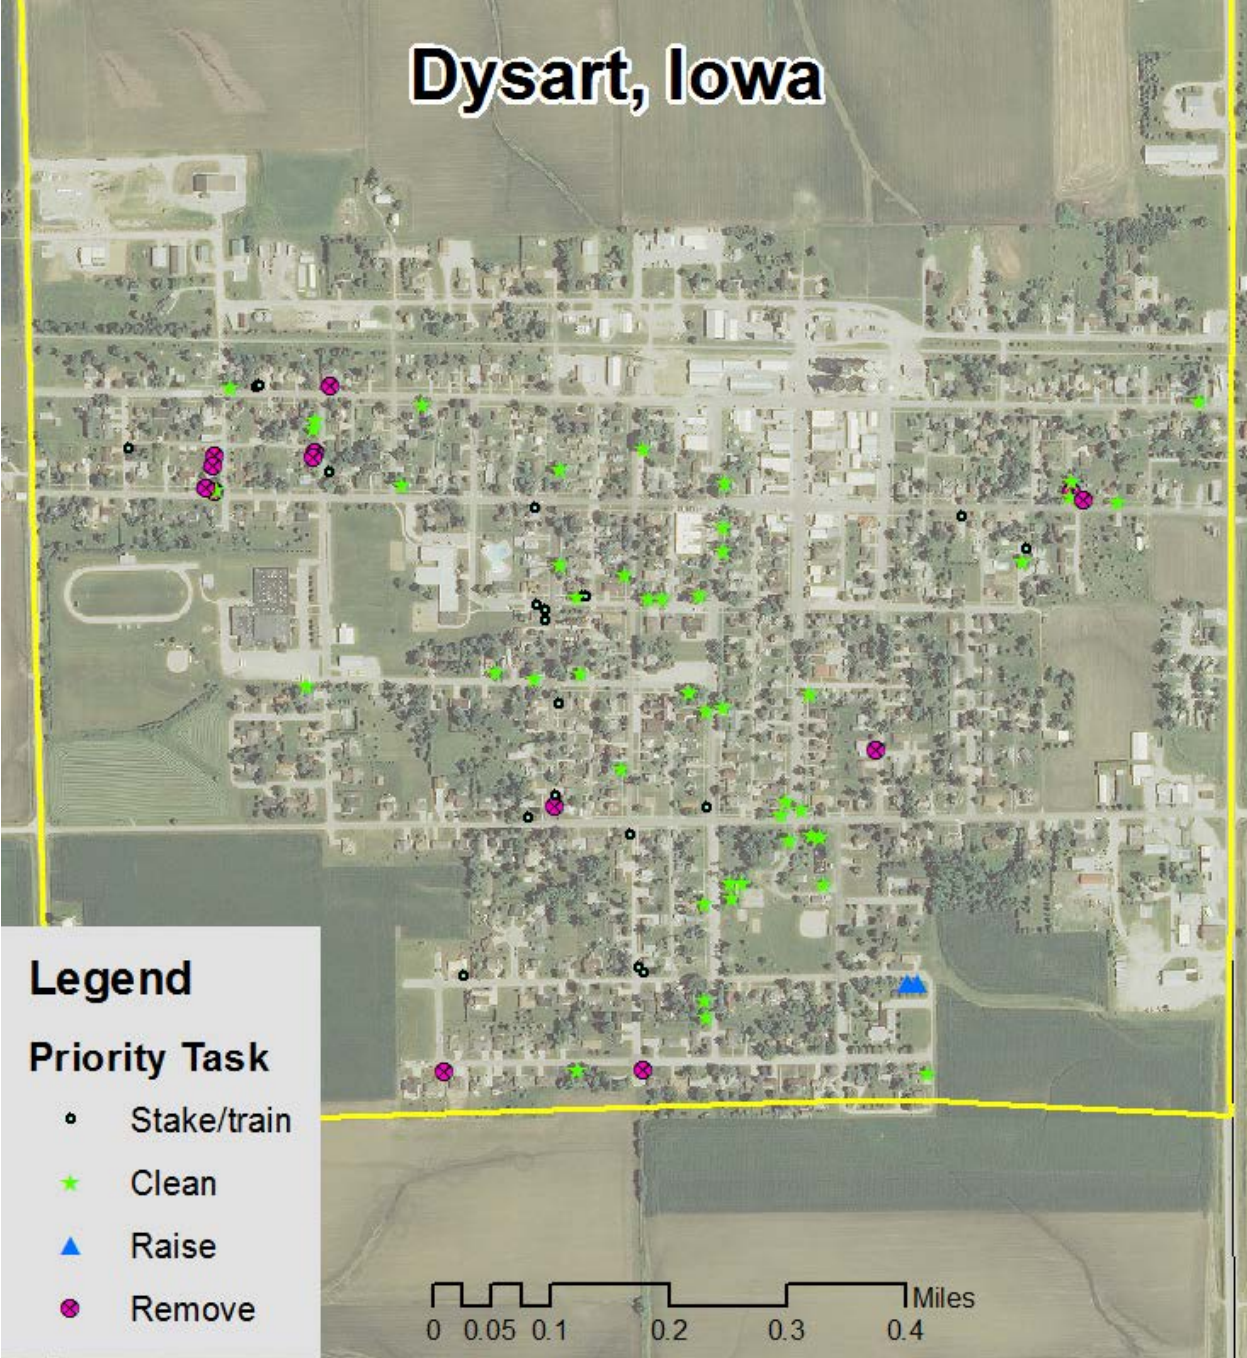 Dysart, Iowa
Legend
Priority Task
Stake/train
Clean
Raise
Remove
Miles
0 0.05 0.1 0.2 0.3 0.4